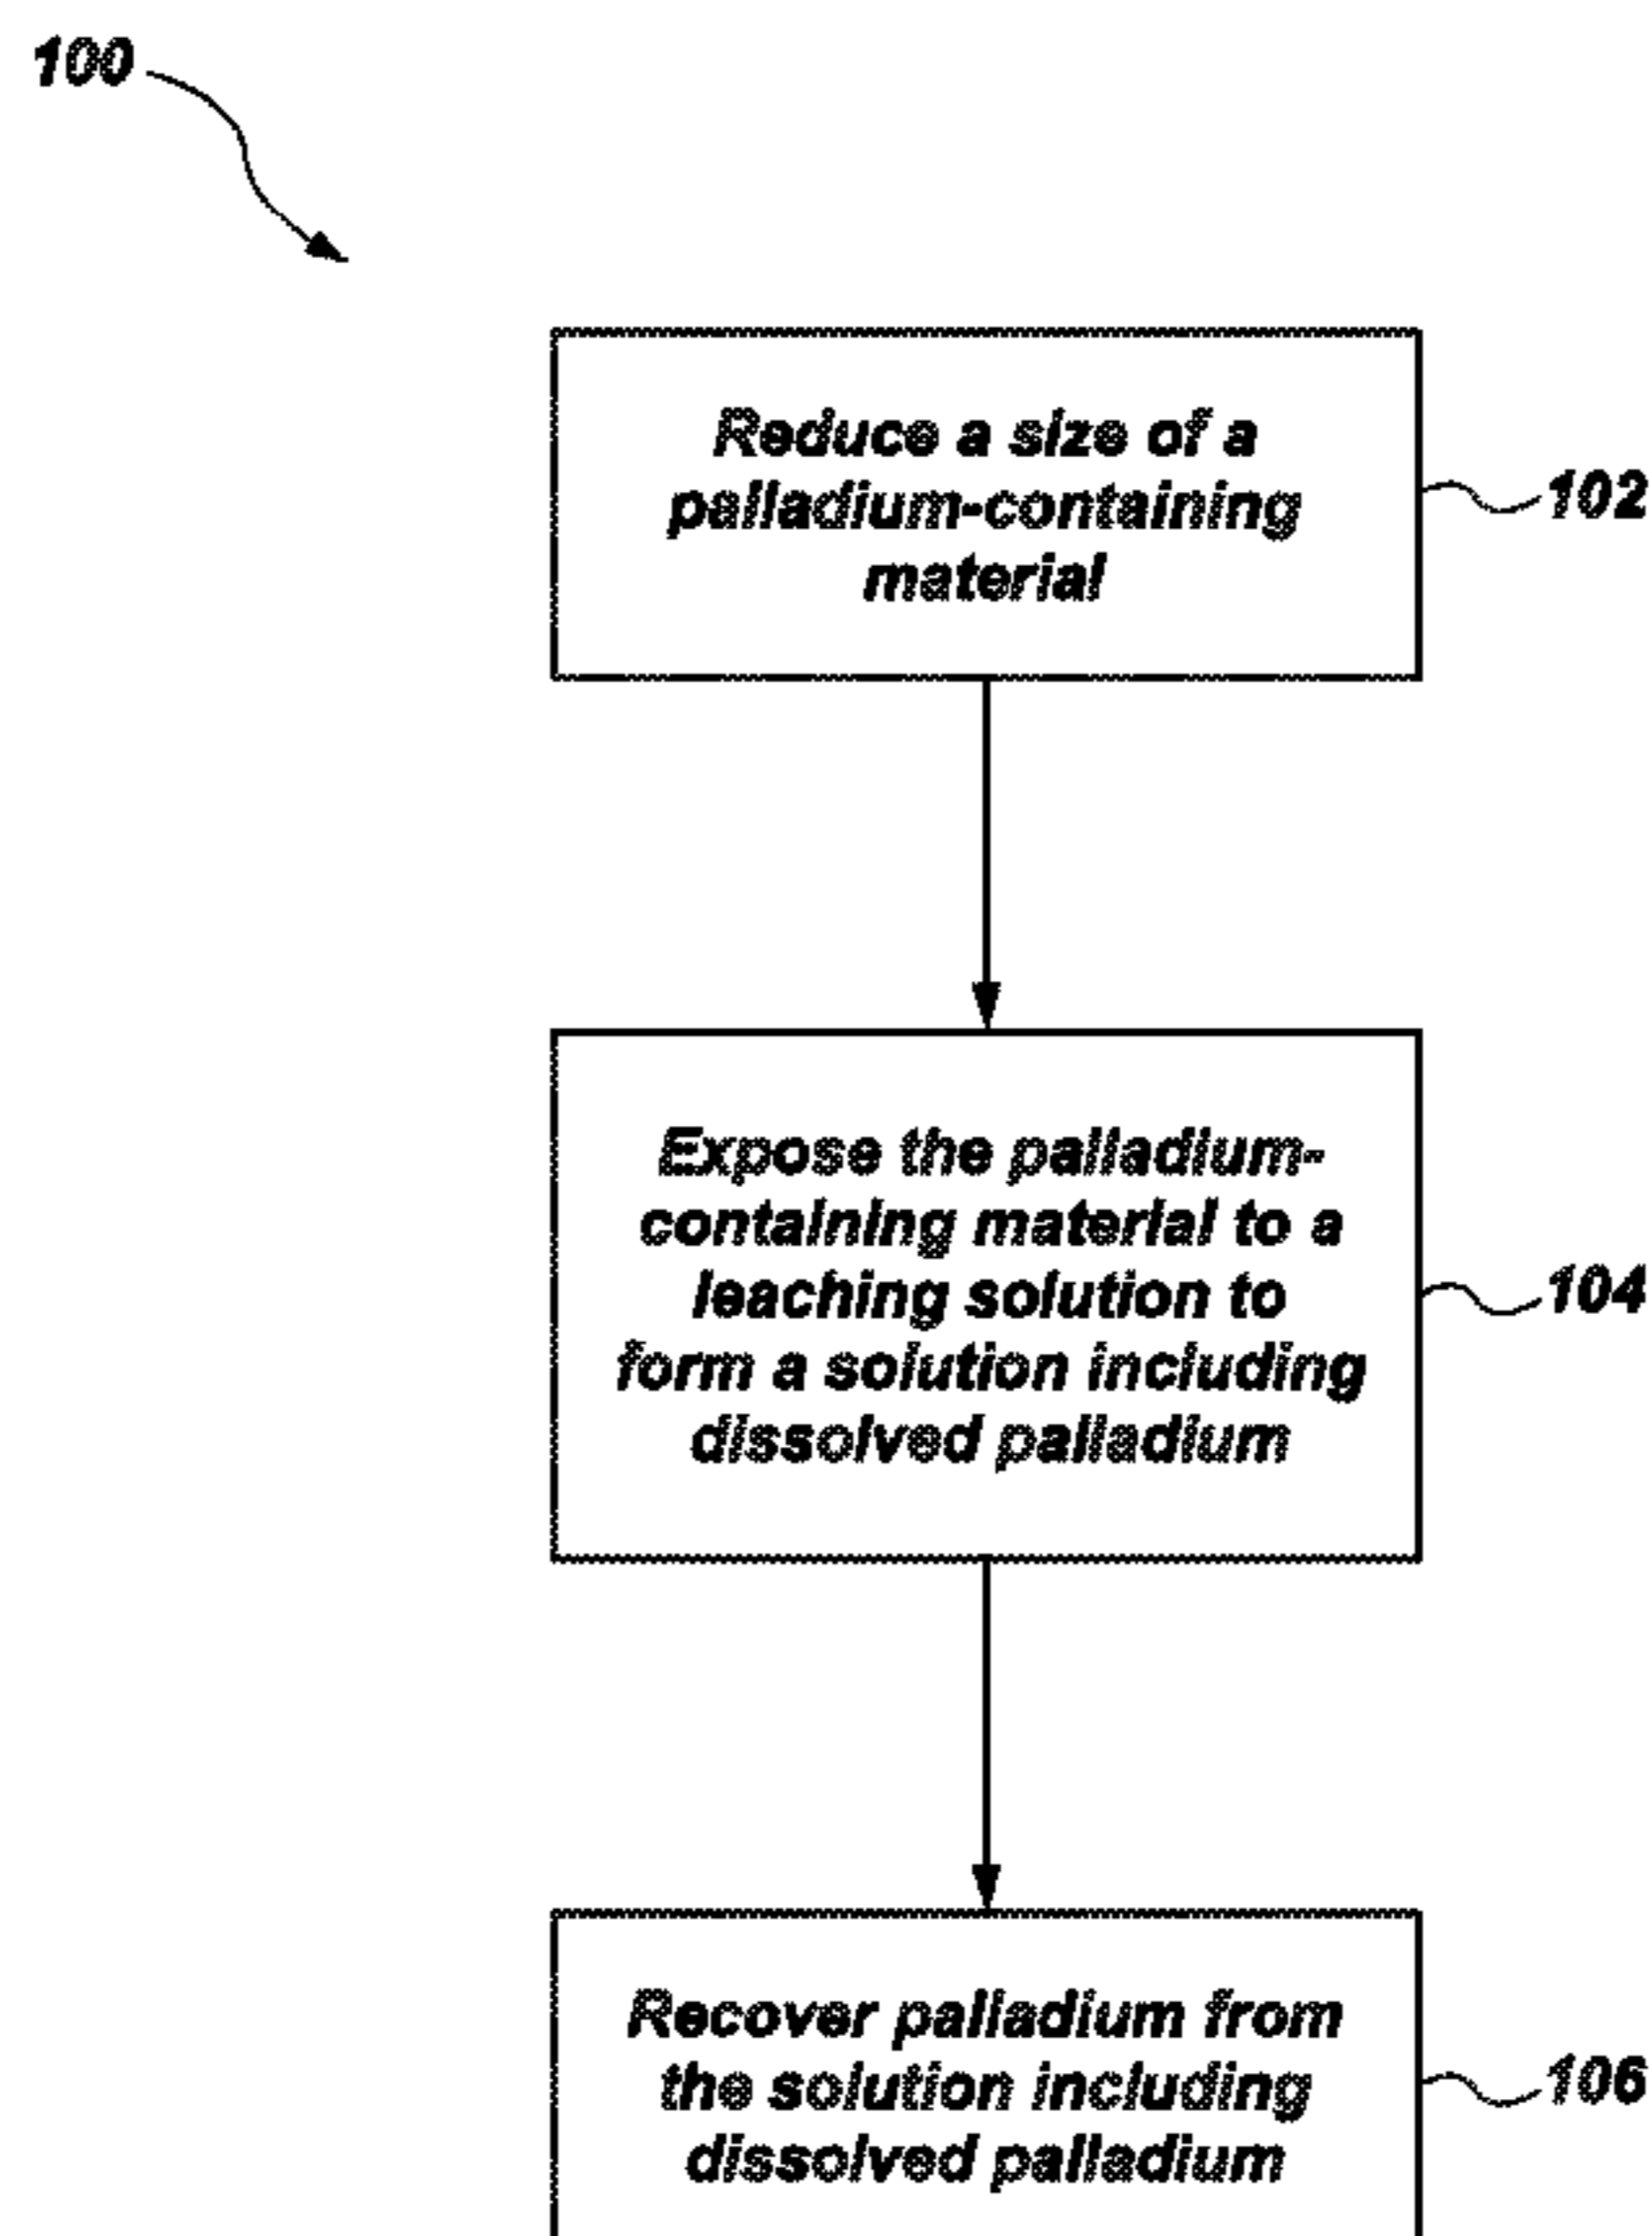 100
Reduce a size of a
palladium-containing
material
102
Expose the palladium-
containing material to a
leaching solution to
form a solution including
dissolved palladium
104
Recover palladium from
the solution including
dissolved palladium
106